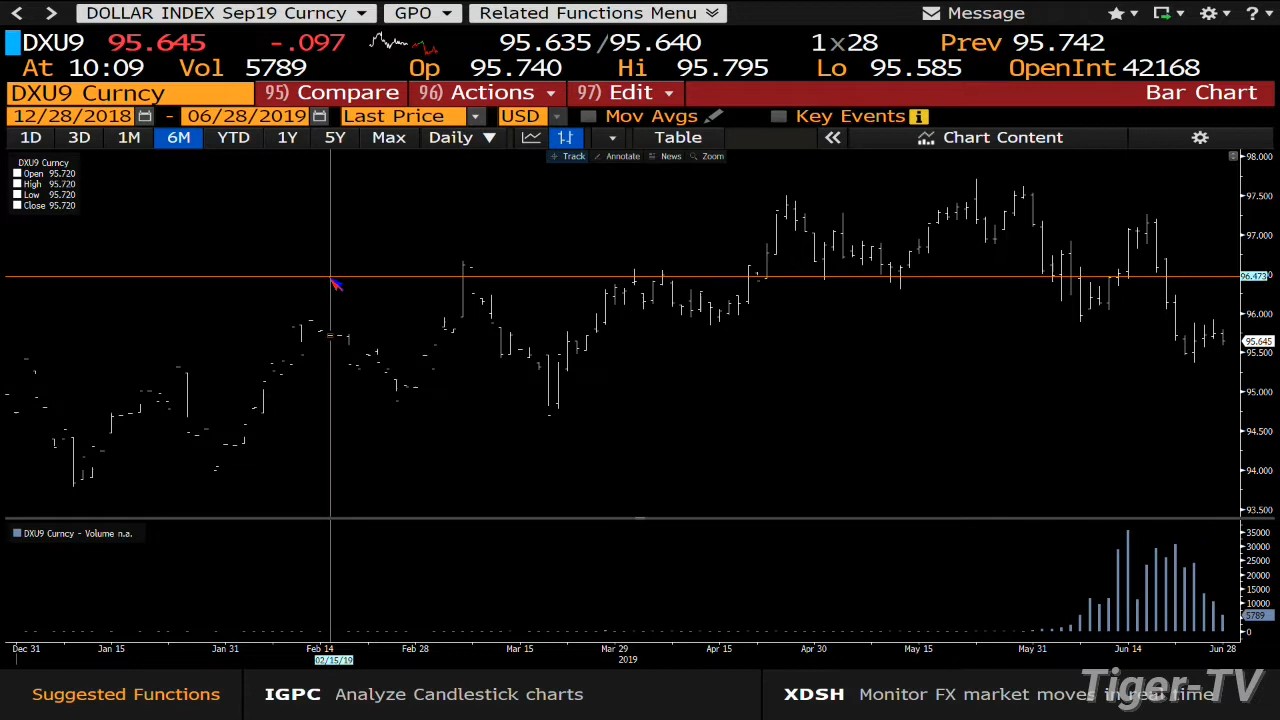 DOLLAR INDEX Sep19 Curncy GPO Related Functions Menu Message ?
DXU9 95.645 -.097 95.635/95.640 1x28 Prev 95.742
At 10:09 Vol 5789 Op 95.740 Hi 95.795 Lo 95.585 OpenInt 42168
DXU9 Curncy 95) Compare 96) Actions 97) Edit Bar Chart
12/28/2018 - 06/28/2019 Last Price USD Mov Avgs Key Events
1D 3D 1M 6M YTD 1Y 5Y Max Daily Table Chart Content
Track Annotate News Zoom
DXU9 Curncy
Open 95.720
High 95.720
Low 95.720
Close 95.720
98.000
97.500
97.000
96.473
96.000
95.645
95.500
95.000
94.500
94.000
93.500
DXU9 Curncy - Volume n.a.
35000
30000
25000
20000
15000
10000
5789
0
Dec 31 Jan 15 Jan 31 Feb 14 Feb 28 Mar 15 Mar 29 Apr 15 Apr 30 May 15 May 31 Jun 14 Jun 28
02/15/19 2019
Suggested Functions IGPC Analyze Candlestick charts XDSH Monitor FX market moves in real time
Tiger-TV